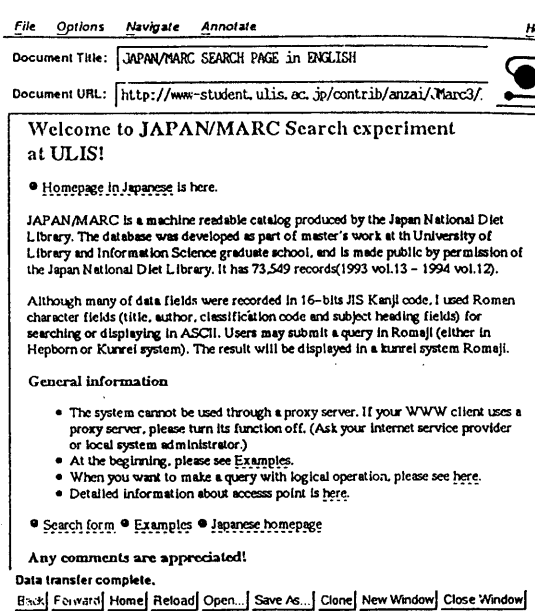 File Options Navigate Annotate
Document Title: JAPAN/MARC SEARCH PAGE in ENGLISH
Document URL: http://www-student.ulis.ac.jp/contrib/anzai/JMarc3/.
Welcome to JAPAN/MARC Search experiment
at ULIS!
Homepage in Japanese is here.
JAPAN/MARC is a machine readable catalog produced by the Japan National Diet
Library. The database was developed as part of master's work at th University of
Library and Information Science graduate school, and is made public by permission of
the Japan National Diet Library. It has 73,549 records(1993 vol.13 - 1994 vol.12).
Although many of data fields were recorded in 16-bits JIS Kanji code, I used Romen
character fields (title, author, classification code and subject heading fields) for
searching or displaying in ASCII. Users may submit a query in Romaji (either in
Hepborn or Kunrei system). The result will be displayed in a kunrei system Romaji.
General information
The system cannot be used through a proxy server. If your WWW client uses a
proxy server, please turn its function off. (Ask your internet service provider
or local system administrator.)
At the beginning, please see Examples.
When you want to make a query with logical operation, please see here.
Detailed information about accesss point is here.
Search form Examples Japanese homepage
Any comments are appreciated!
Data transfer complete.
Back Forward Home Reload Open... Save As... Clone New Window Close Window